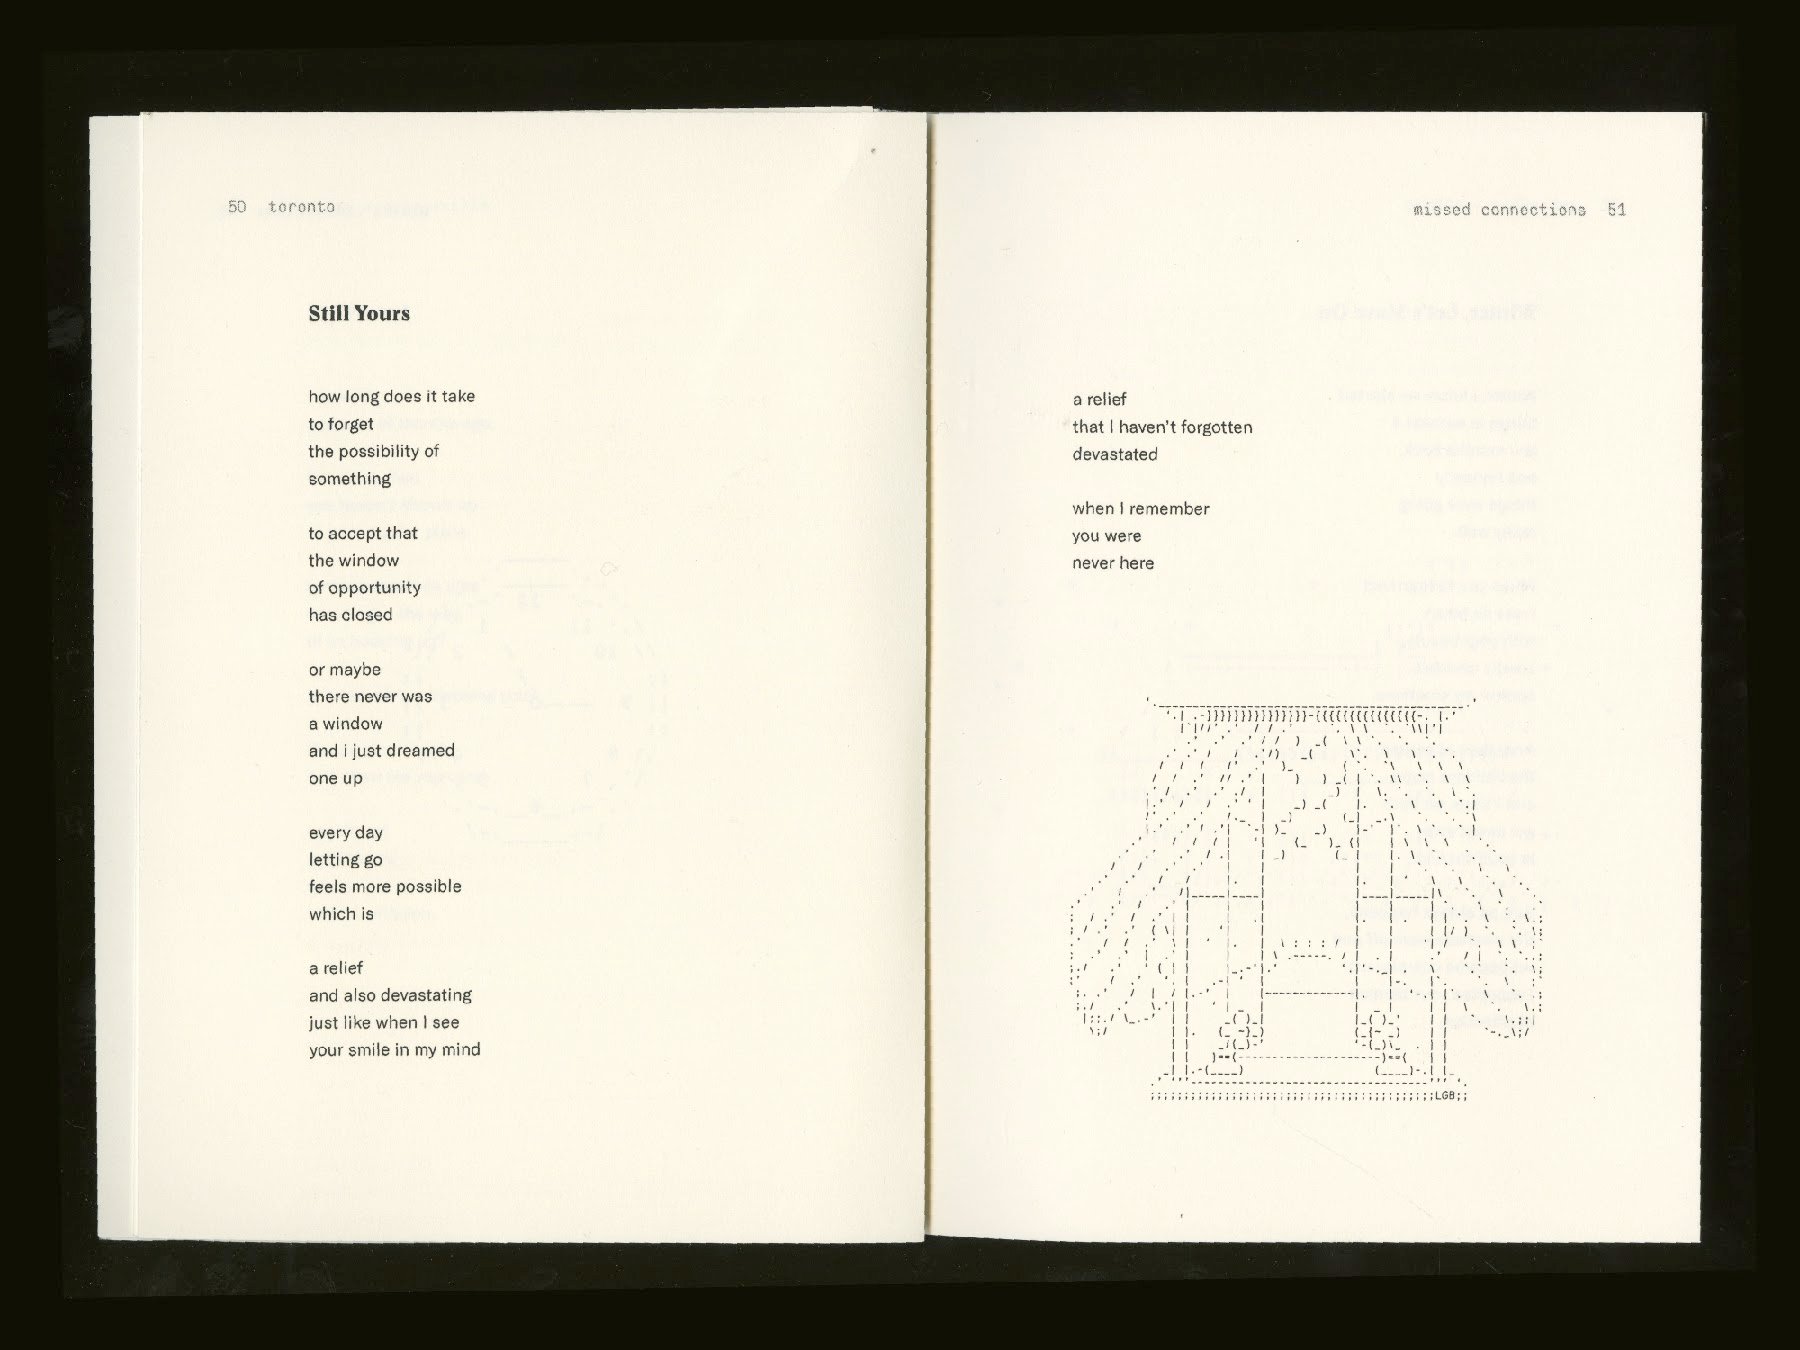 50 toronto
Still Yours
how long does it take
to forget
the possibility of
something
to accept that
the window
of opportunity
has closed
or maybe
there never was
a window
and i just dreamed
one up
every day
letting go
feels more possible
which is
a relief
and also devastating
just like when I see
your smile in my mind
missed connections 51
a relief
that I haven't forgotten
devastated
when I remember
you were
never here
LGB